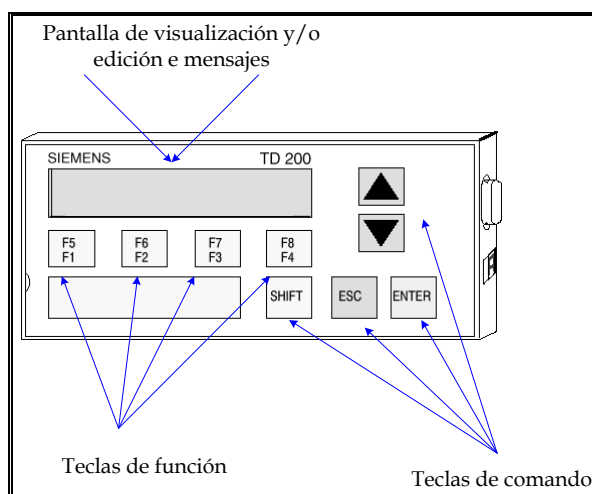 Pantalla de visualización y/o
edición e mensajes
SIEMENS TD 200
F5 F6 F7 F8
F1 F2 F3 F4
SHIFT ESC ENTER
Teclas de función
Teclas de comando